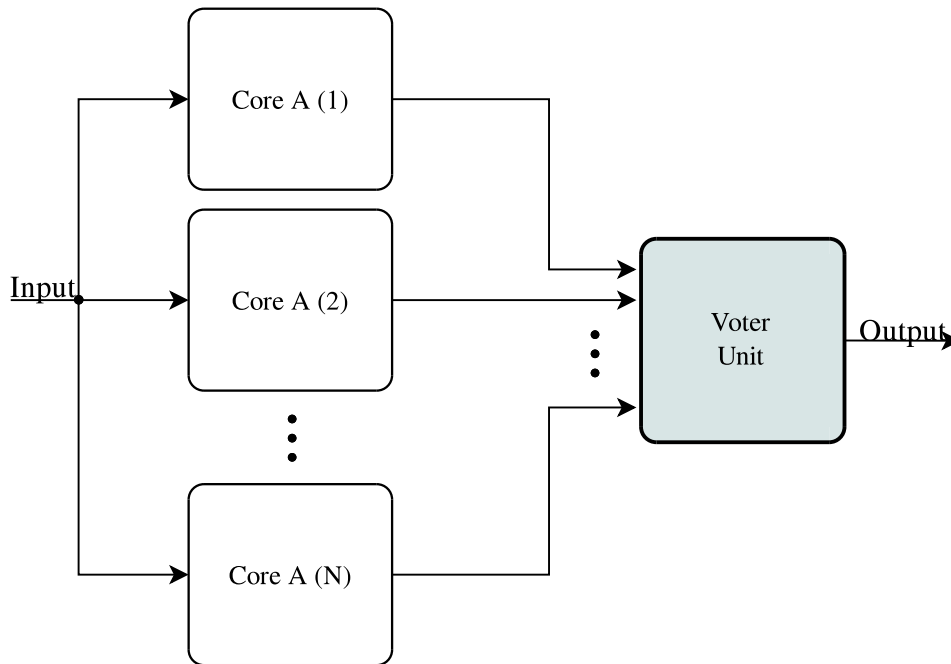 Core A (1)
Input
Core A (2)
Voter
Unit
Output
Core A (N)